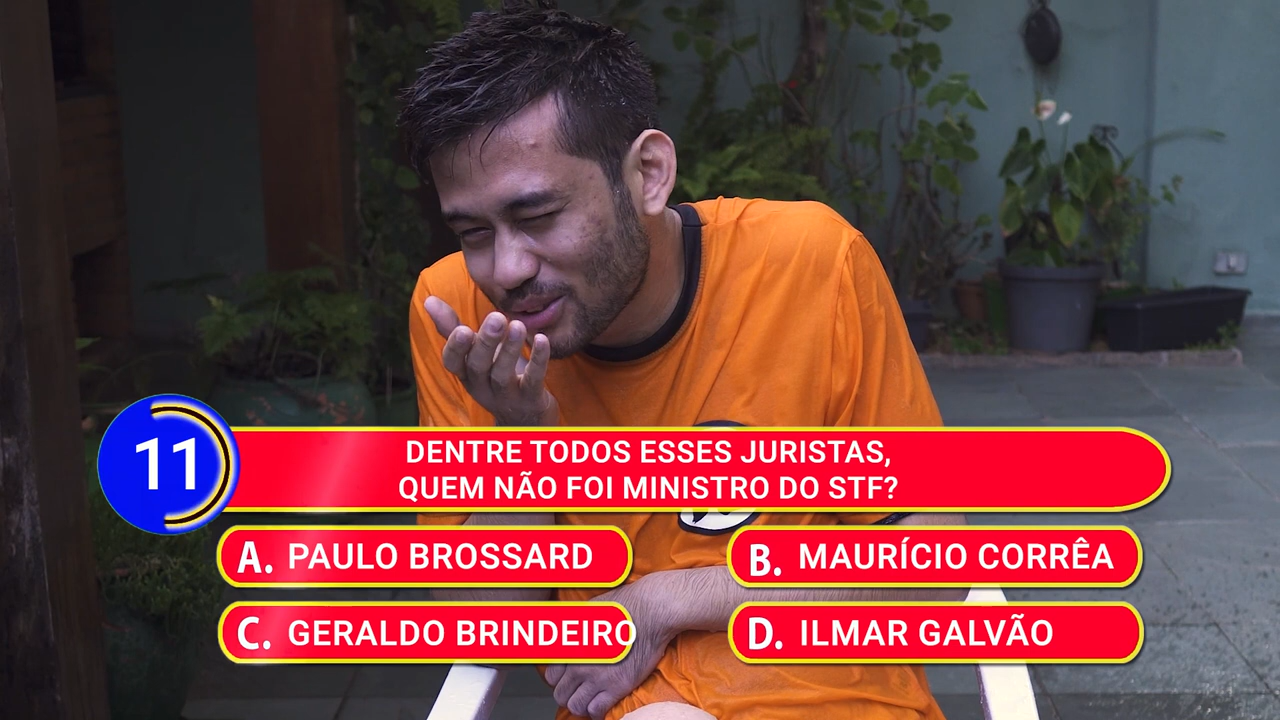 11
DENTRE TODOS ESSES JURISTAS,
QUEM NÃO FOI MINISTRO DO STF?
A. PAULO BROSSARD
B. MAURÍCIO CORRÊA
C. GERALDO BRINDEIRO
D. ILMAR GALVÃO